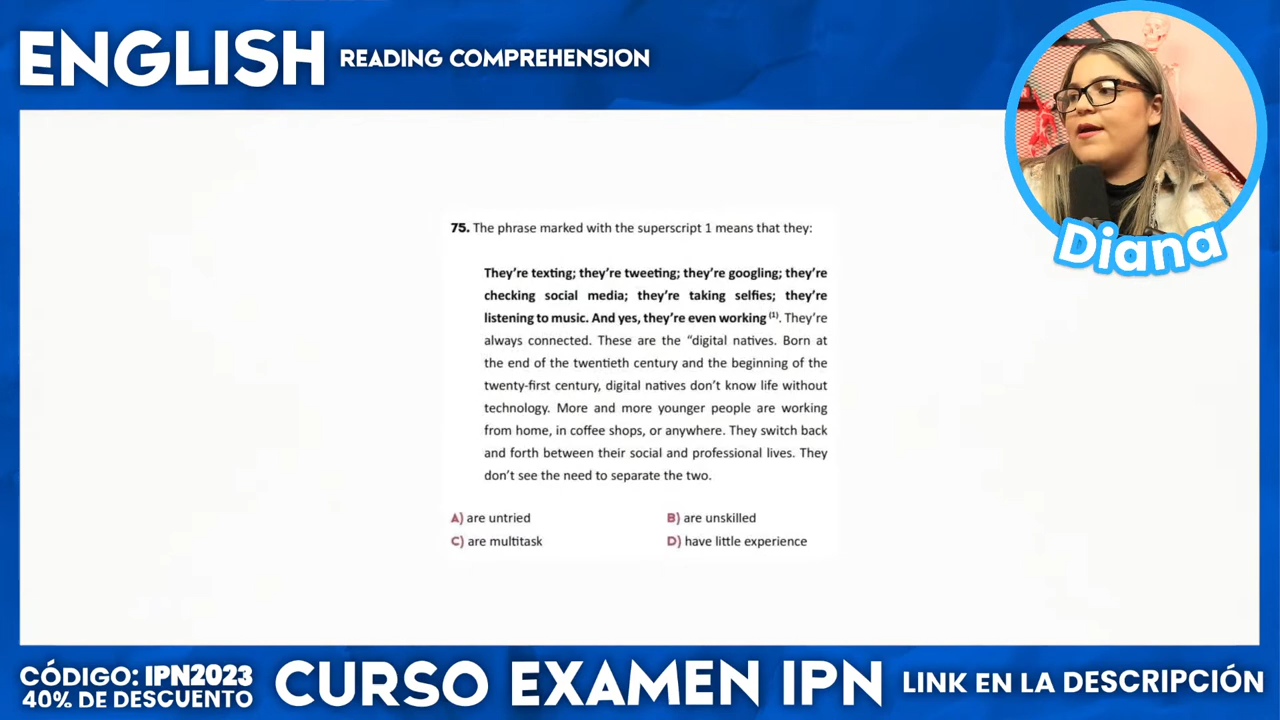 ENGLISH READING COMPREHENSION
Diana
75. The phrase marked with the superscript 1 means that they:
They're texting; they're tweeting; they're googling; they're
checking social media; they're taking selfies; they're
listening to music. And yes, they're even working (1). They're
always connected. These are the “digital natives. Born at
the end of the twentieth century and the beginning of the
twenty-first century, digital natives don't know life without
technology. More and more younger people are working
from home, in coffee shops, or anywhere. They switch back
and forth between their social and professional lives. They
don't see the need to separate the two.
A) are untried
B) are unskilled
C) are multitask
D) have little experience
CÓDIGO: IPN2023
40% DE DESCUENTO
CURSO EXAMEN IPN
LINK EN LA DESCRIPCIÓN